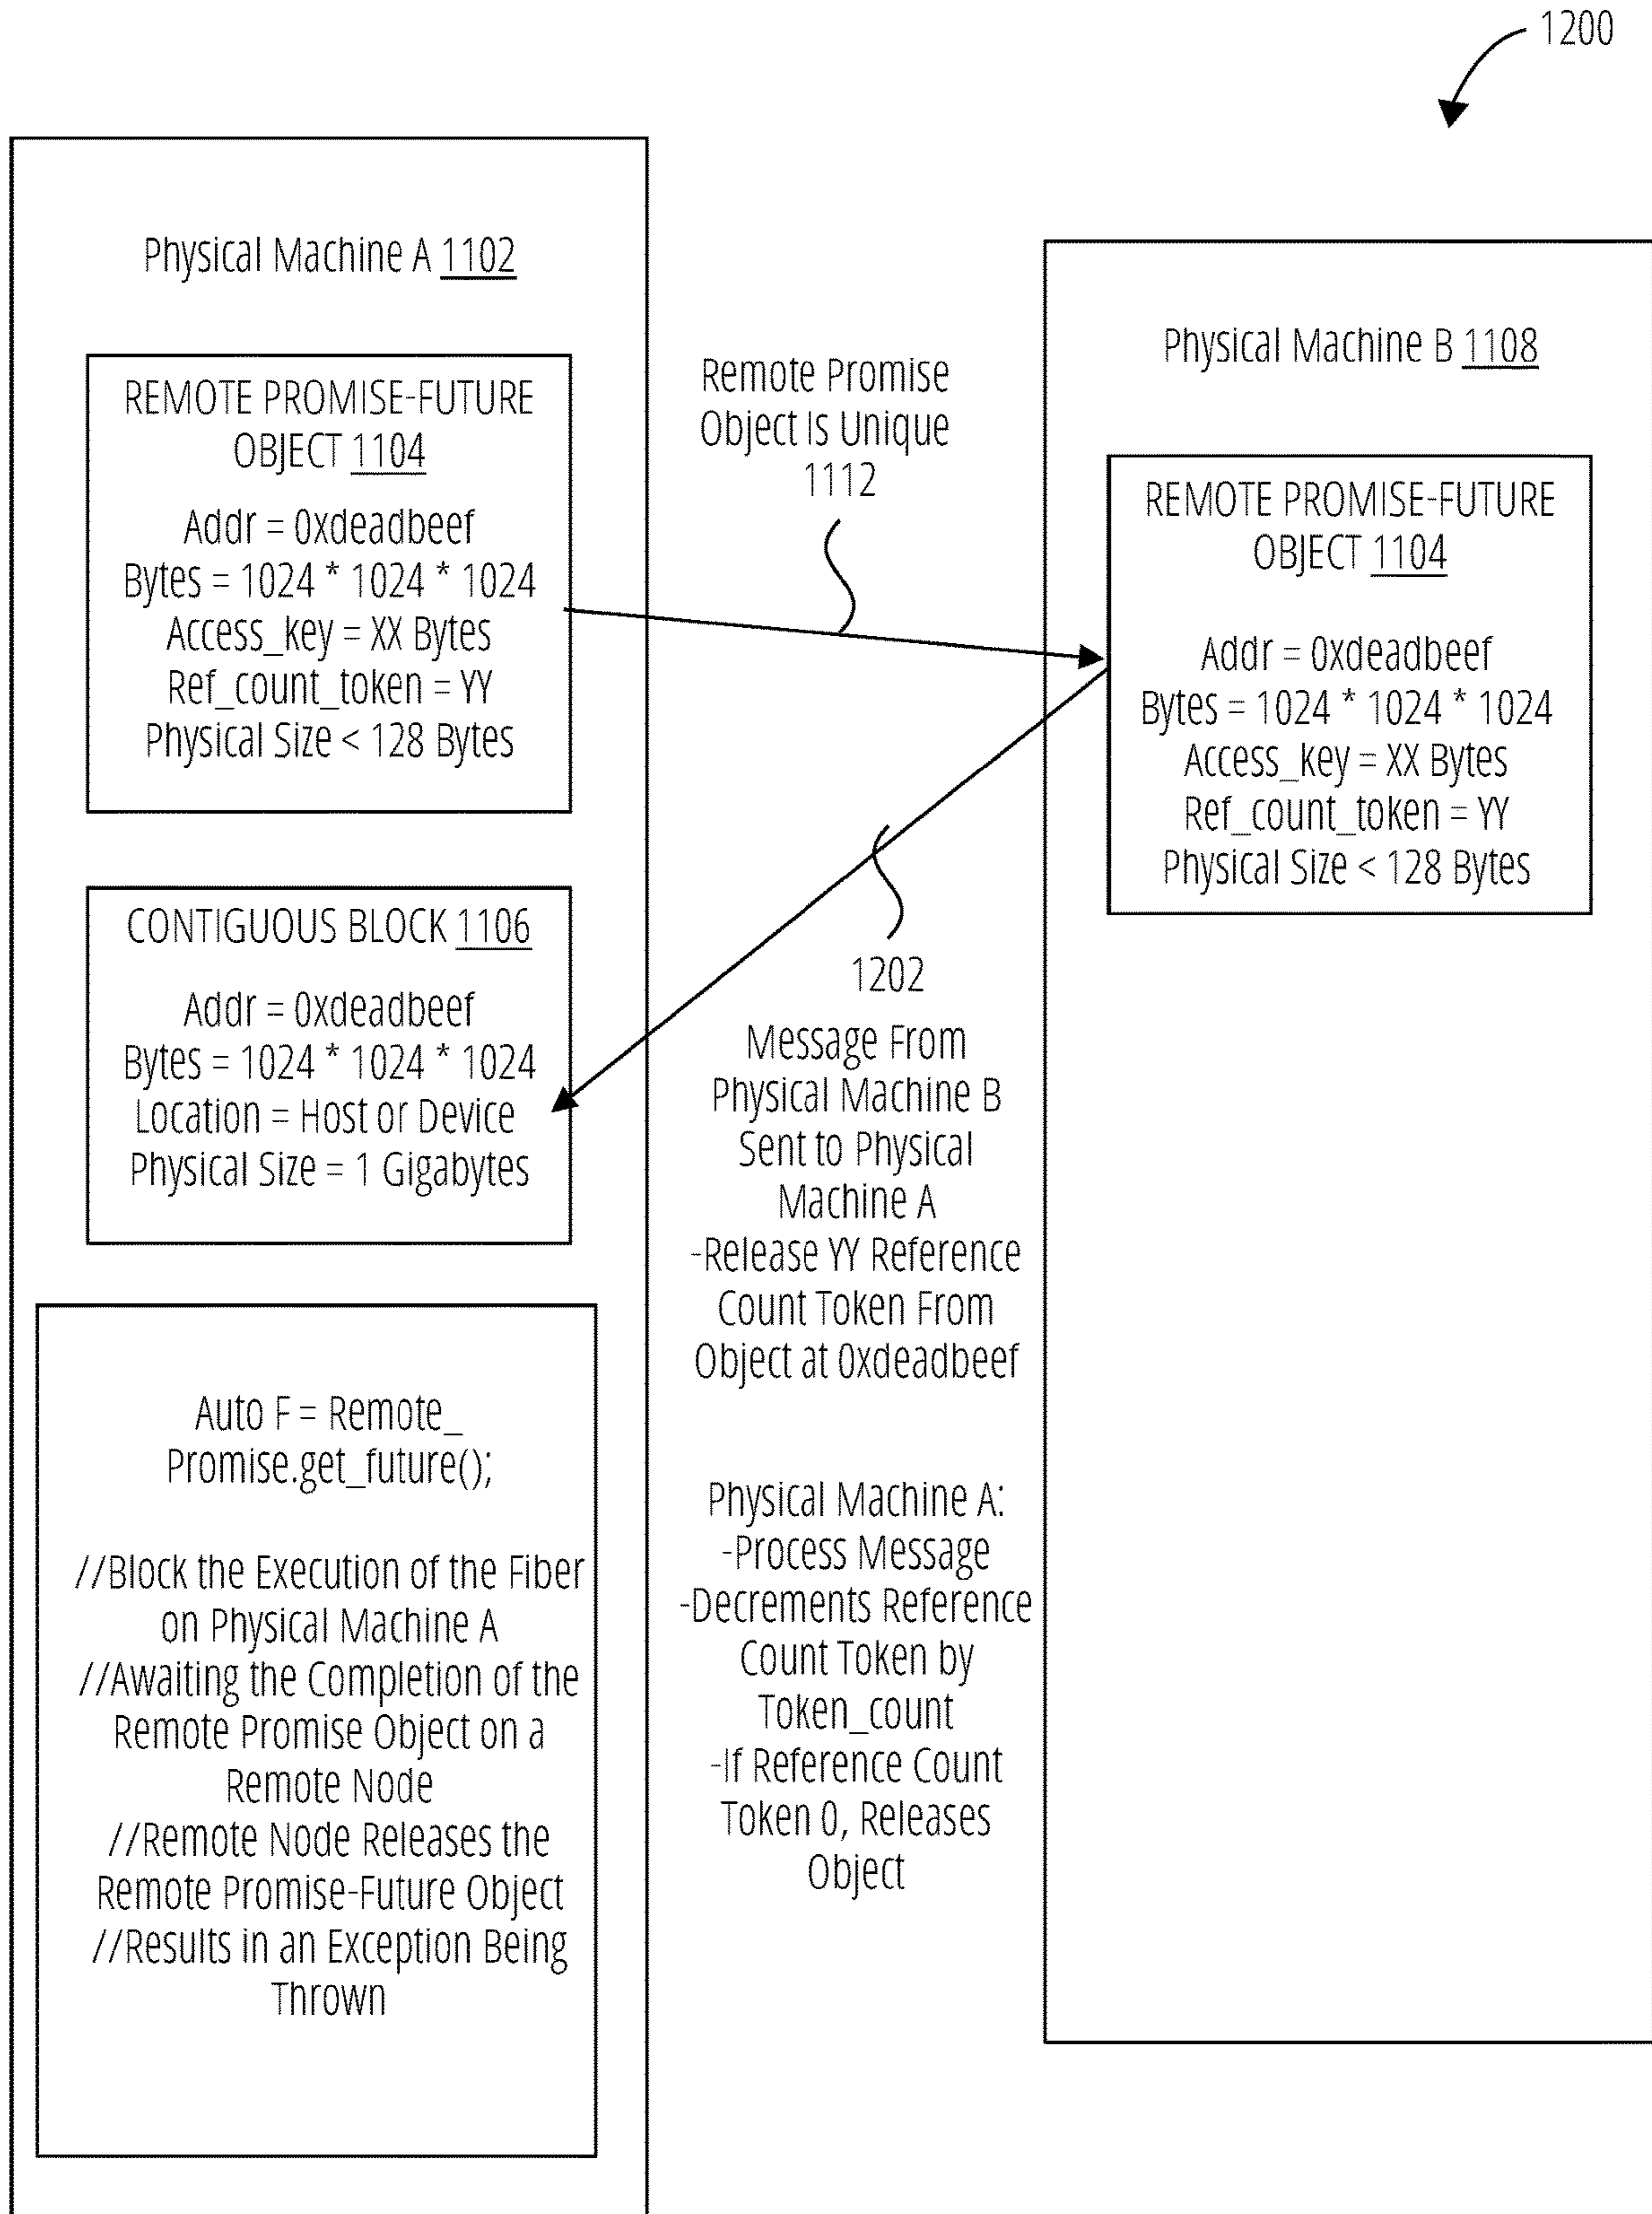 1200
Physical Machine A 1102
REMOTE PROMISE-FUTURE
OBJECT 1104
Addr = 0xdeadbeef
Bytes = 1024 * 1024 * 1024
Access_key = XX Bytes
Ref_count_token = YY
Physical Size < 128 Bytes
CONTIGUOUS BLOCK 1106
Addr = 0xdeadbeef
Bytes = 1024 * 1024 * 1024
Location = Host or Device
Physical Size = 1 Gigabytes
Auto F = Remote_
Promise.get_future();
//Block the Execution of the Fiber
on Physical Machine A
//Awaiting the Completion of the
Remote Promise Object on a
Remote Node
//Remote Node Releases the
Remote Promise-Future Object
//Results in an Exception Being
Thrown
Remote Promise
Object Is Unique
1112
1202
Message From
Physical Machine B
Sent to Physical
Machine A
-Release YY Reference
Count Token From
Object at 0xdeadbeef
Physical Machine A:
-Process Message
-Decrements Reference
Count Token by
Token_count
-If Reference Count
Token 0, Releases
Object
Physical Machine B 1108
REMOTE PROMISE-FUTURE
OBJECT 1104
Addr = 0xdeadbeef
Bytes = 1024 * 1024 * 1024
Access_key = XX Bytes
Ref_count_token = YY
Physical Size < 128 Bytes